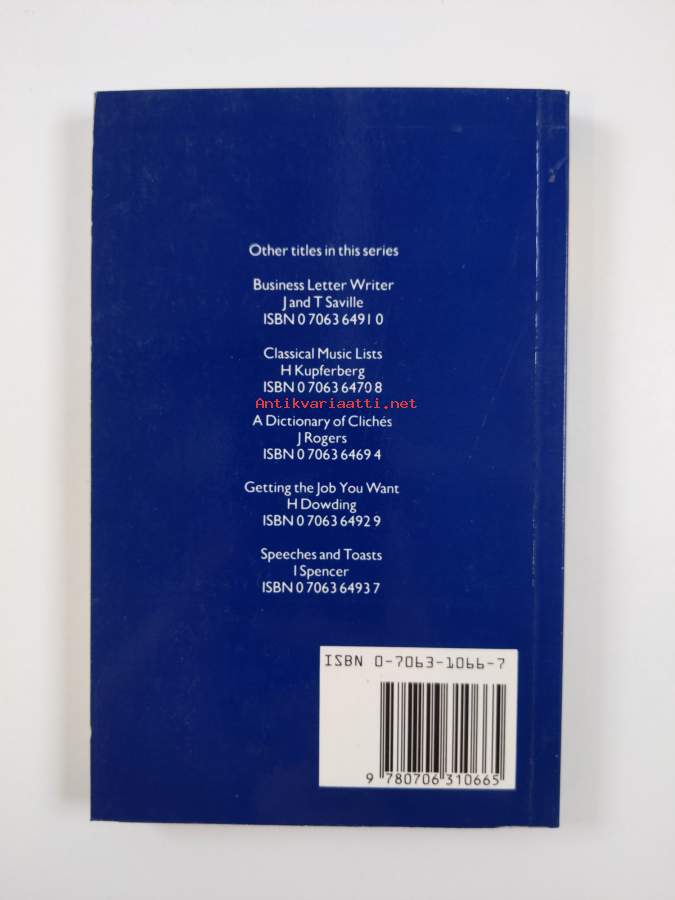 Other titles in this series
Business Letter Writer
J and T Saville
ISBN 0 7063 6491 0
Classical Music Lists
H Kupferberg
ISBN 0 7063 6470 8
Antikvariaatti.net
A Dictionary of Clichés
J Rogers
ISBN 0 7063 6469 4
Getting the Job You Want
H Dowding
ISBN 0 7063 6492 9
Speeches and Toasts
I Spencer
ISBN 0 7063 6493 7
ISBN 0-7063-1066-7
9 780706 310665